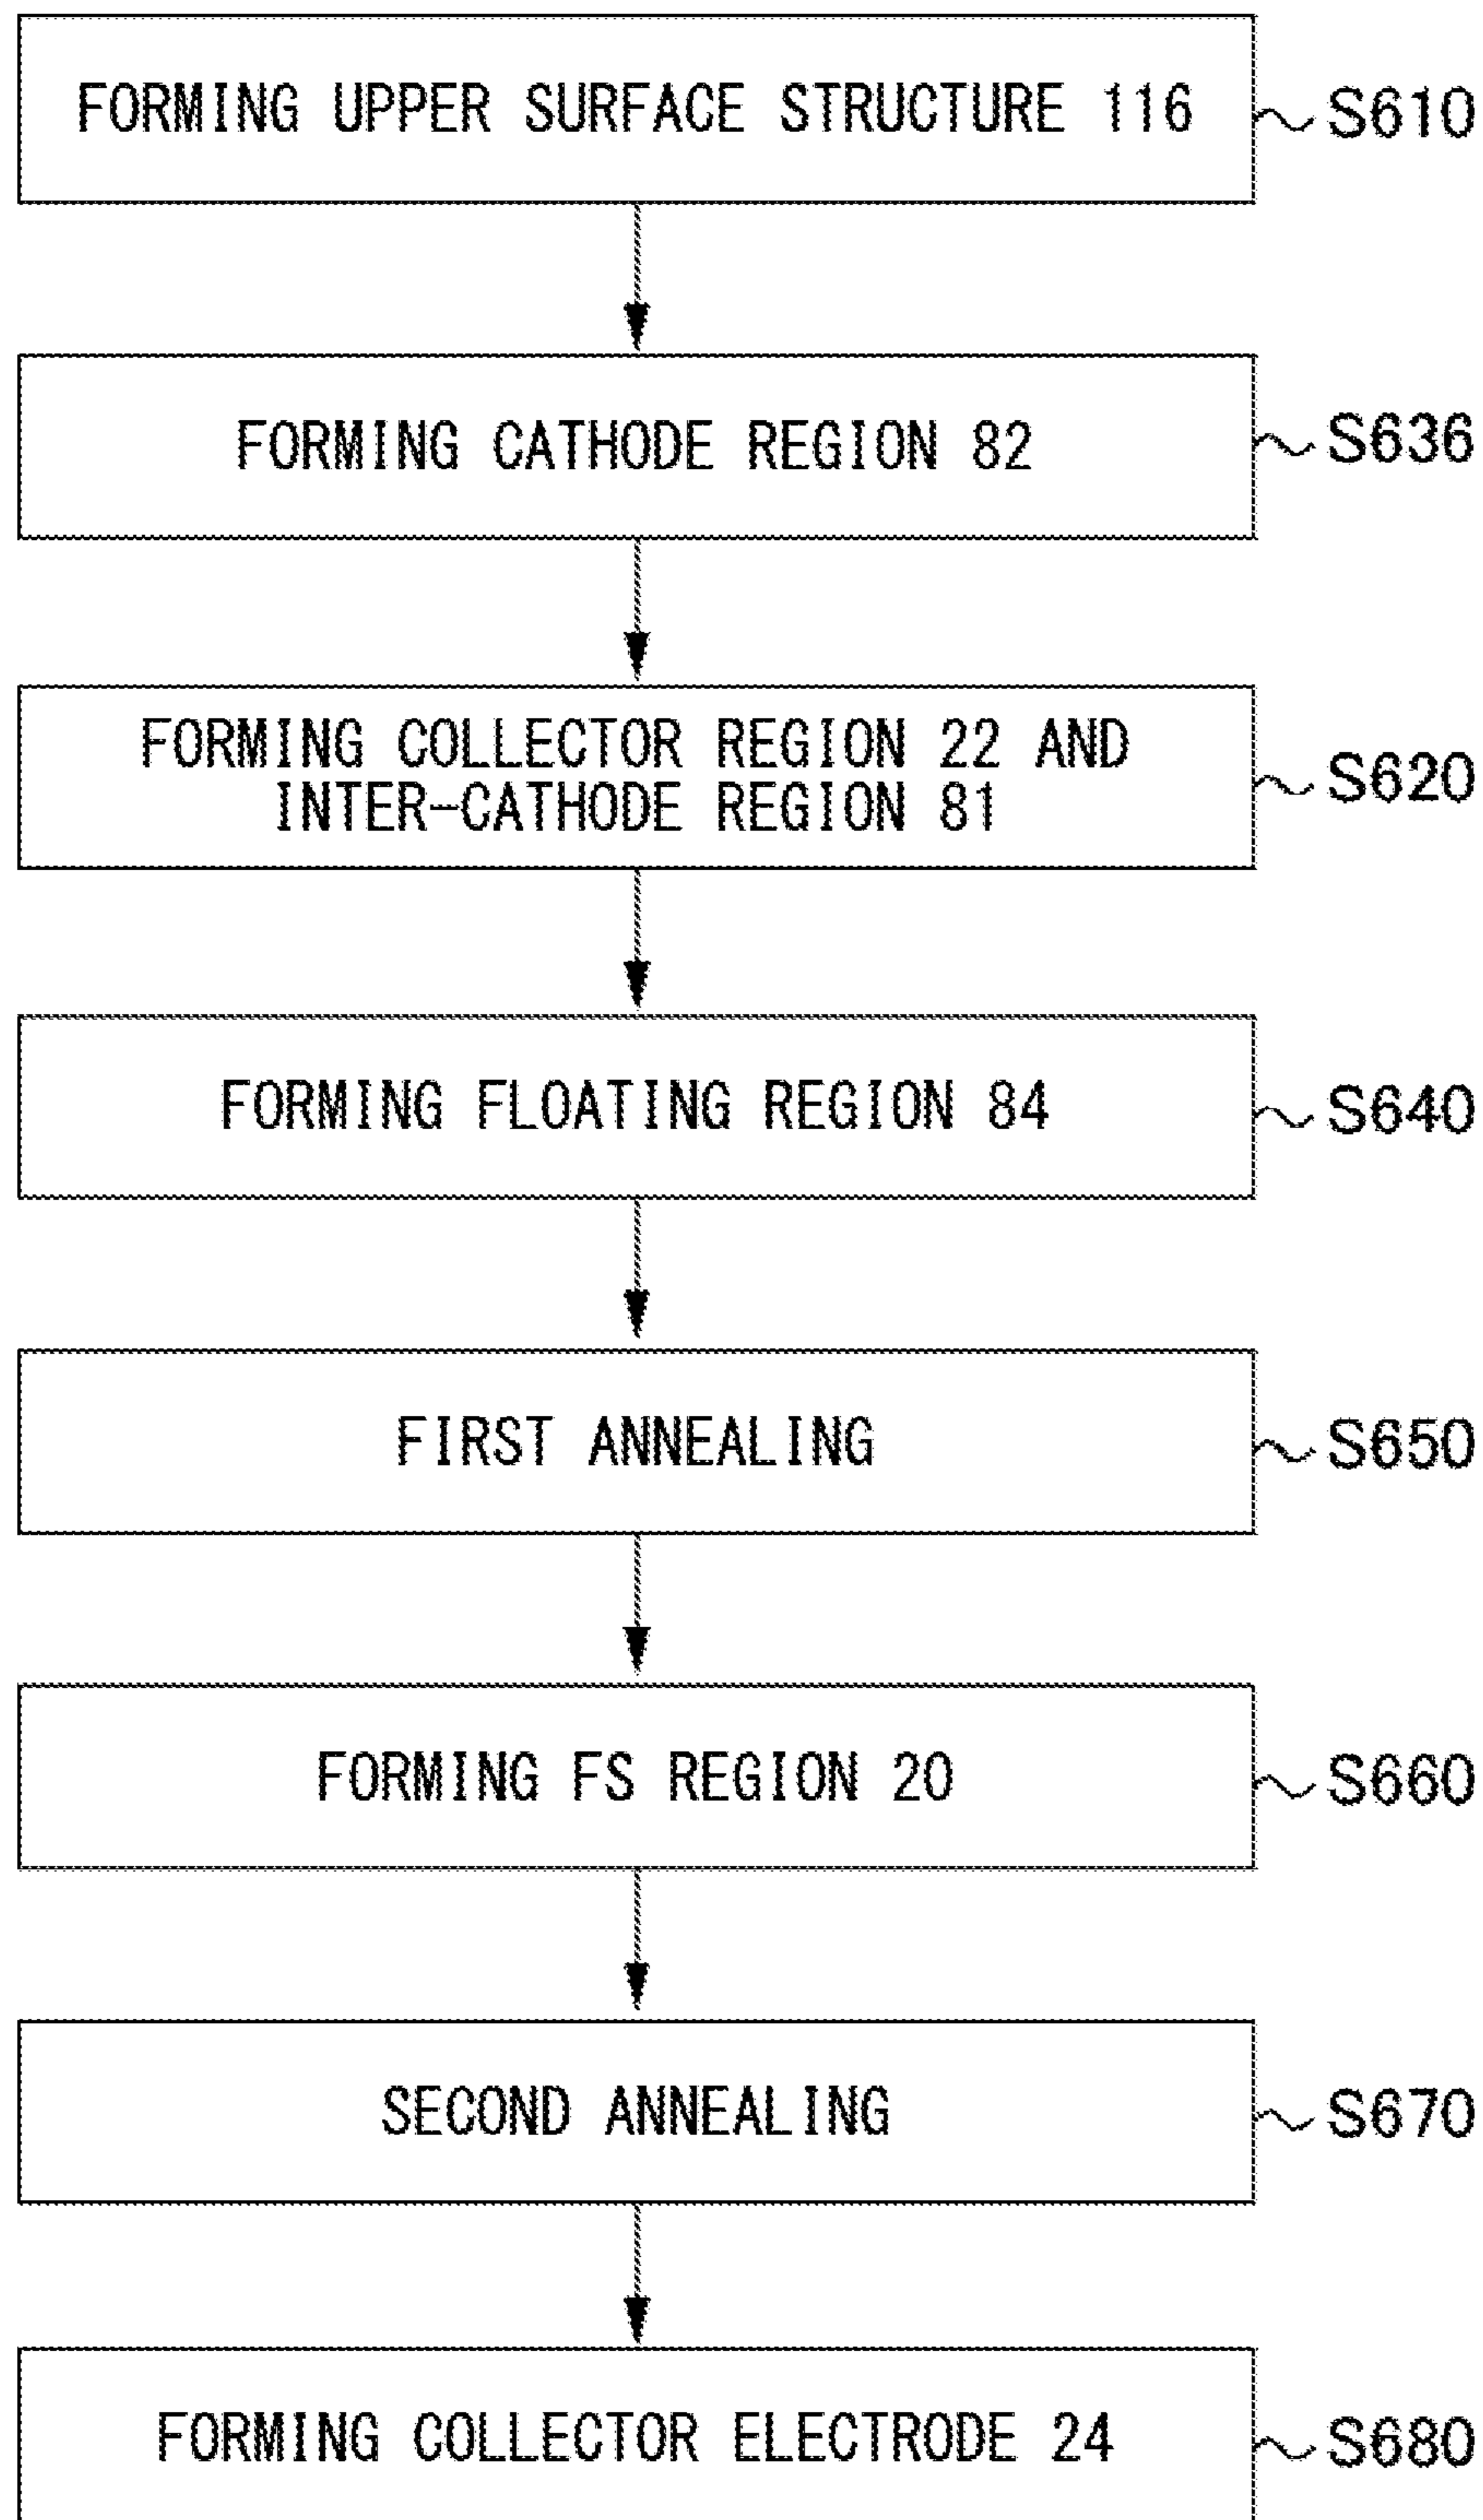 FORMING UPPER SURFACE STRUCTURE 116
S610
FORMING CATHODE REGION 82
S636
FORMING COLLECTOR REGION 22 AND
INTER-CATHODE REGION 81
S620
FORMING FLOATING REGION 84
S640
FIRST ANNEALING
S650
FORMING FS REGION 20
S660
SECOND ANNEALING
S670
FORMING COLLECTOR ELECTRODE 24
S680